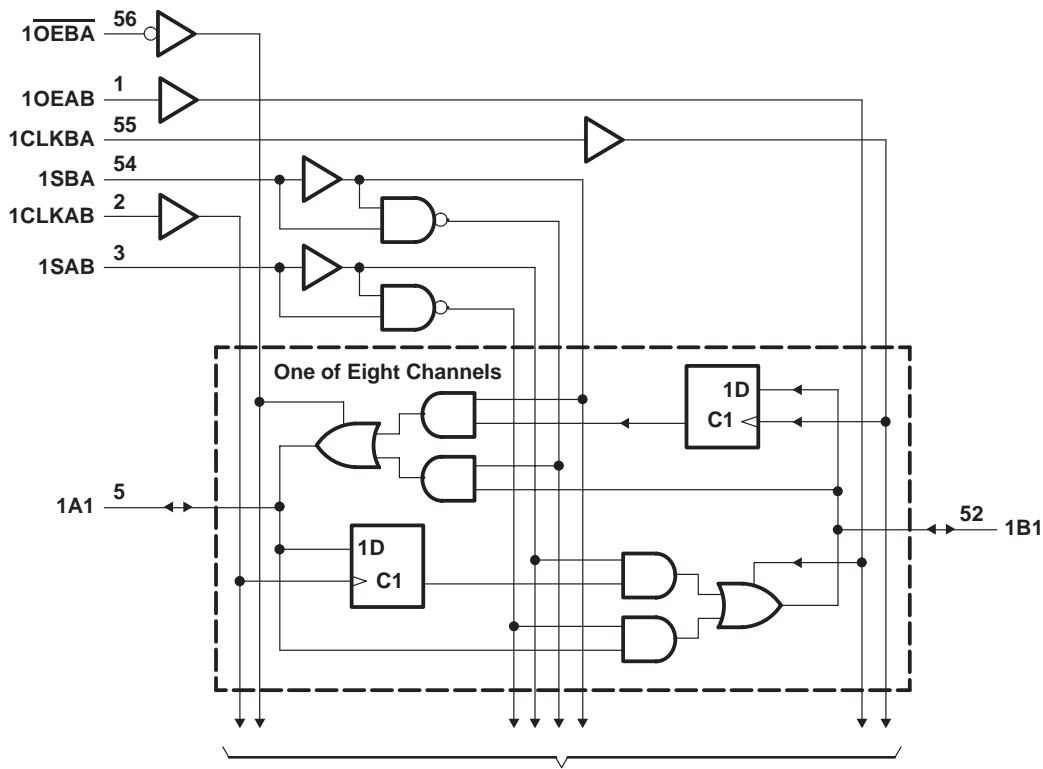 56
1O̅E̅B̅A̅
1
1OEAB
55
1CLKBA
54
1SBA
2
1CLKAB
3
1SAB
One of Eight Channels
1D
C1
5
1A1
52
1B1
1D
C1